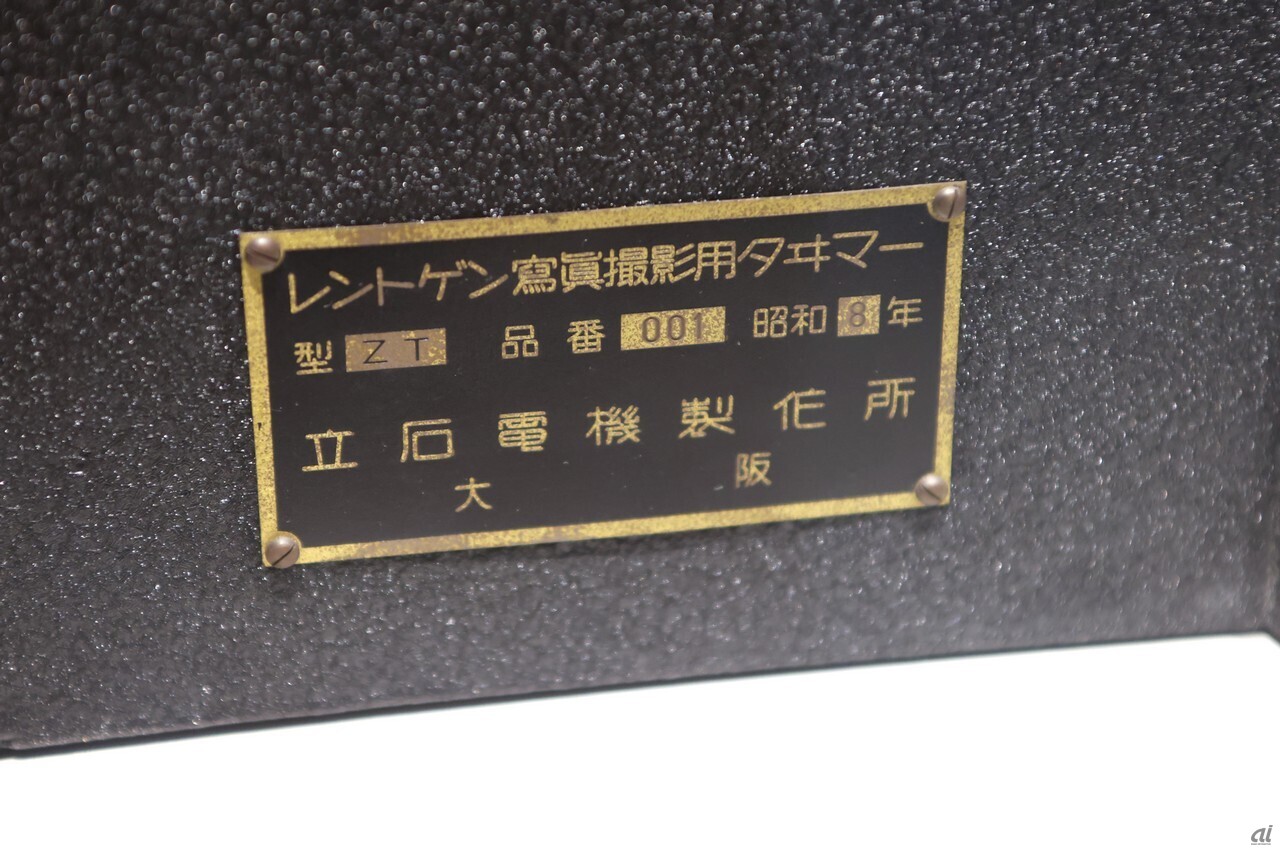 レントゲン寫眞撮影用タヰマー
型 ZT 品番 001 昭和 8 年
立石電機製作所
大阪
ai